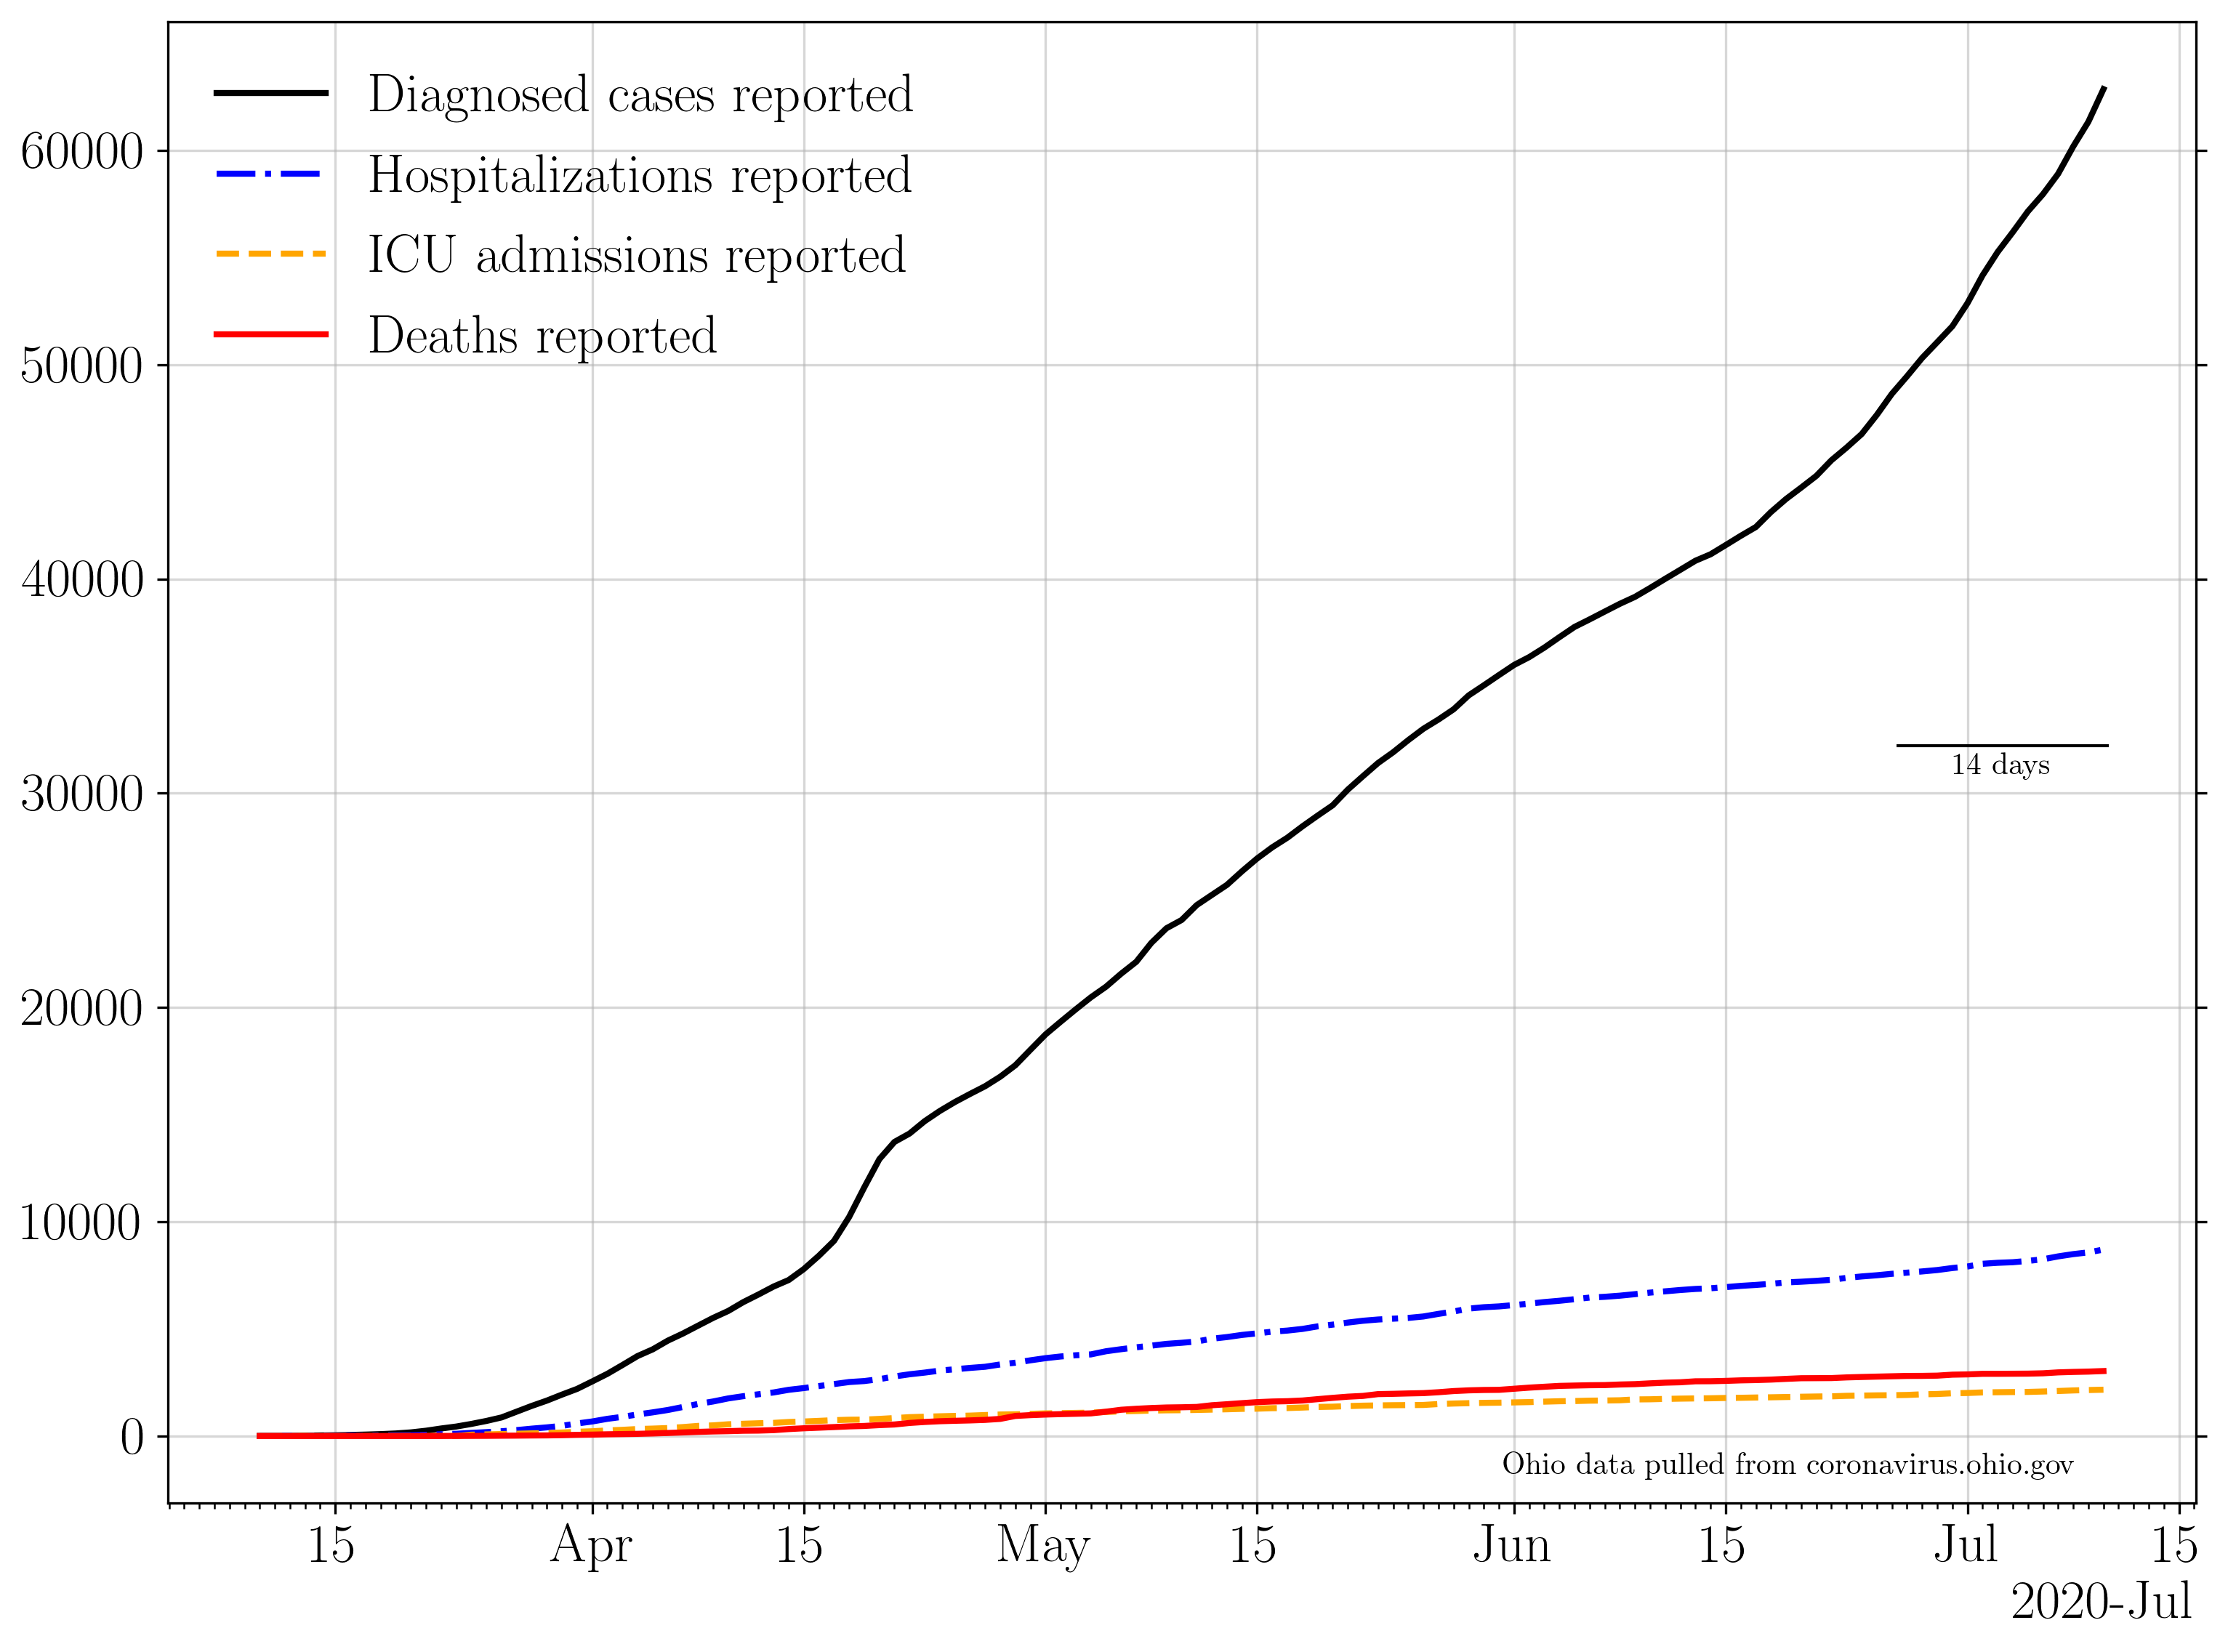 Diagnosed cases reported
Hospitalizations reported
ICU admissions reported
Deaths reported
60000
50000
40000
30000
20000
10000
0
14 days
Ohio data pulled from coronavirus.ohio.gov
15 Apr 15 May 15 Jun 15 Jul 15
2020-Jul